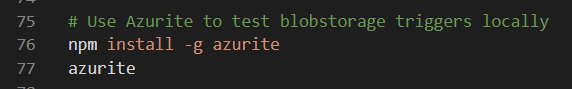 75 # Use Azurite to test blobstorage triggers locally
76 npm install -g azurite
77 azurite